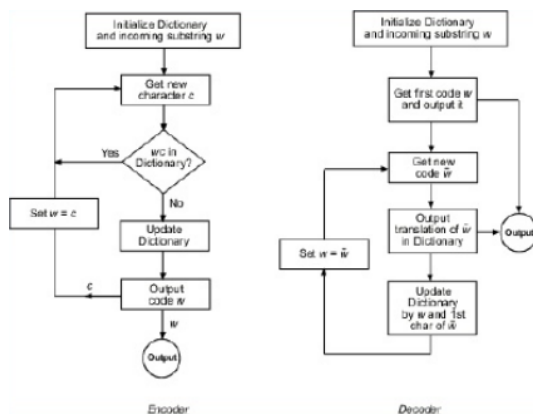 Initialize Dictionary
and incoming substring w
Get new
character c
Yes
wc in
Dictionary?
No
Set w = c
Update
Dictionary
c
Output
code w
w
Output
Encoder
Initialize Dictionary
and incoming substring w
Get first code w
and output it
Get new
code w̃
Output
translation of w̃
in Dictionary
Output
Set w = w̃
Update
Dictionary
by w and 1st
char of w̃
Decoder